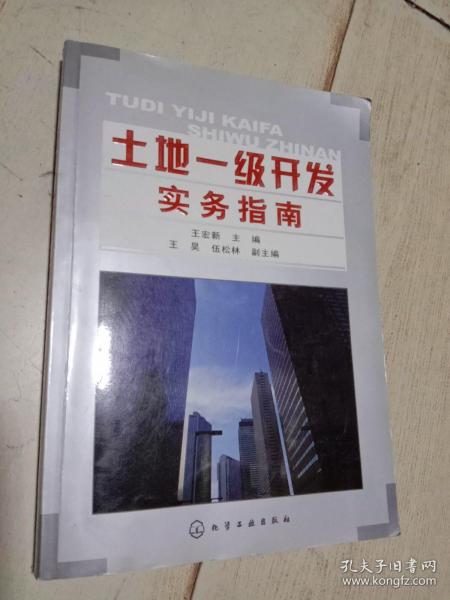 TUDI YIJI KAIFA
SHIWU ZHINAN
土地一级开发
实务指南
王宏新 主 编
王 昊 伍松林 副主编
化学工业出版社
孔夫子旧书网
www.kongfz.com